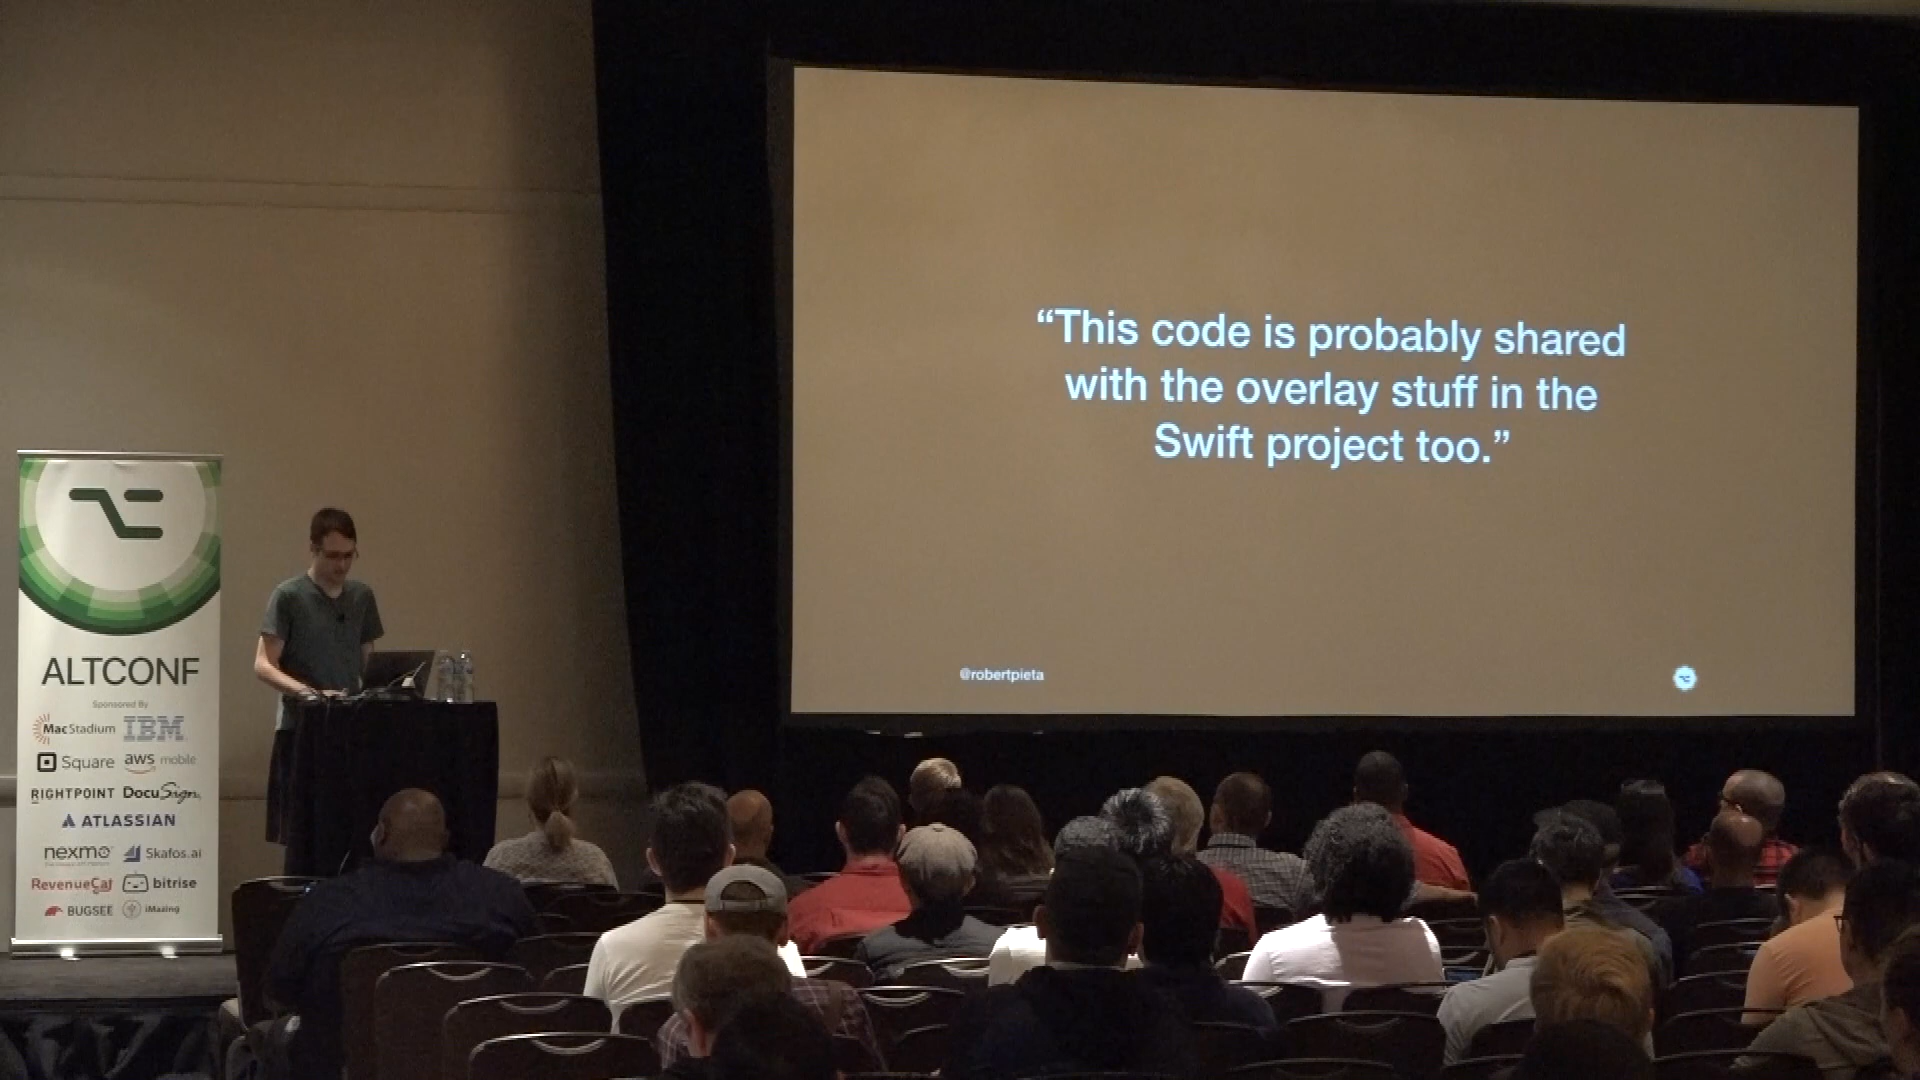 “This code is probably shared
with the overlay stuff in the
Swift project too.”
@robertpieta
ALTCONF
Sponsored By
MacStadium IBM
Square aws mobile
RIGHTPOINT DocuSign
ATLASSIAN
nexmo Skafos.ai
RevenueCat bitrise
BUGSEE iMazing